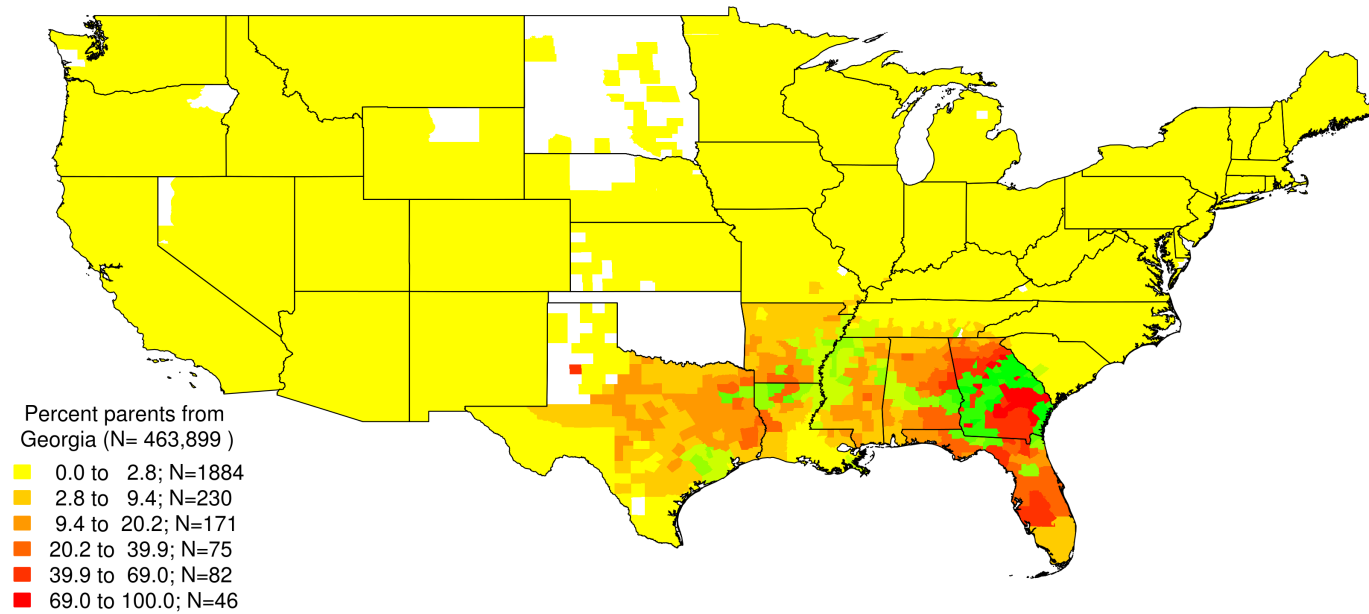 Percent parents from
Georgia (N= 463,899 )
0.0 to 2.8; N=1884
2.8 to 9.4; N=230
9.4 to 20.2; N=171
20.2 to 39.9; N=75
39.9 to 69.0; N=82
69.0 to 100.0; N=46